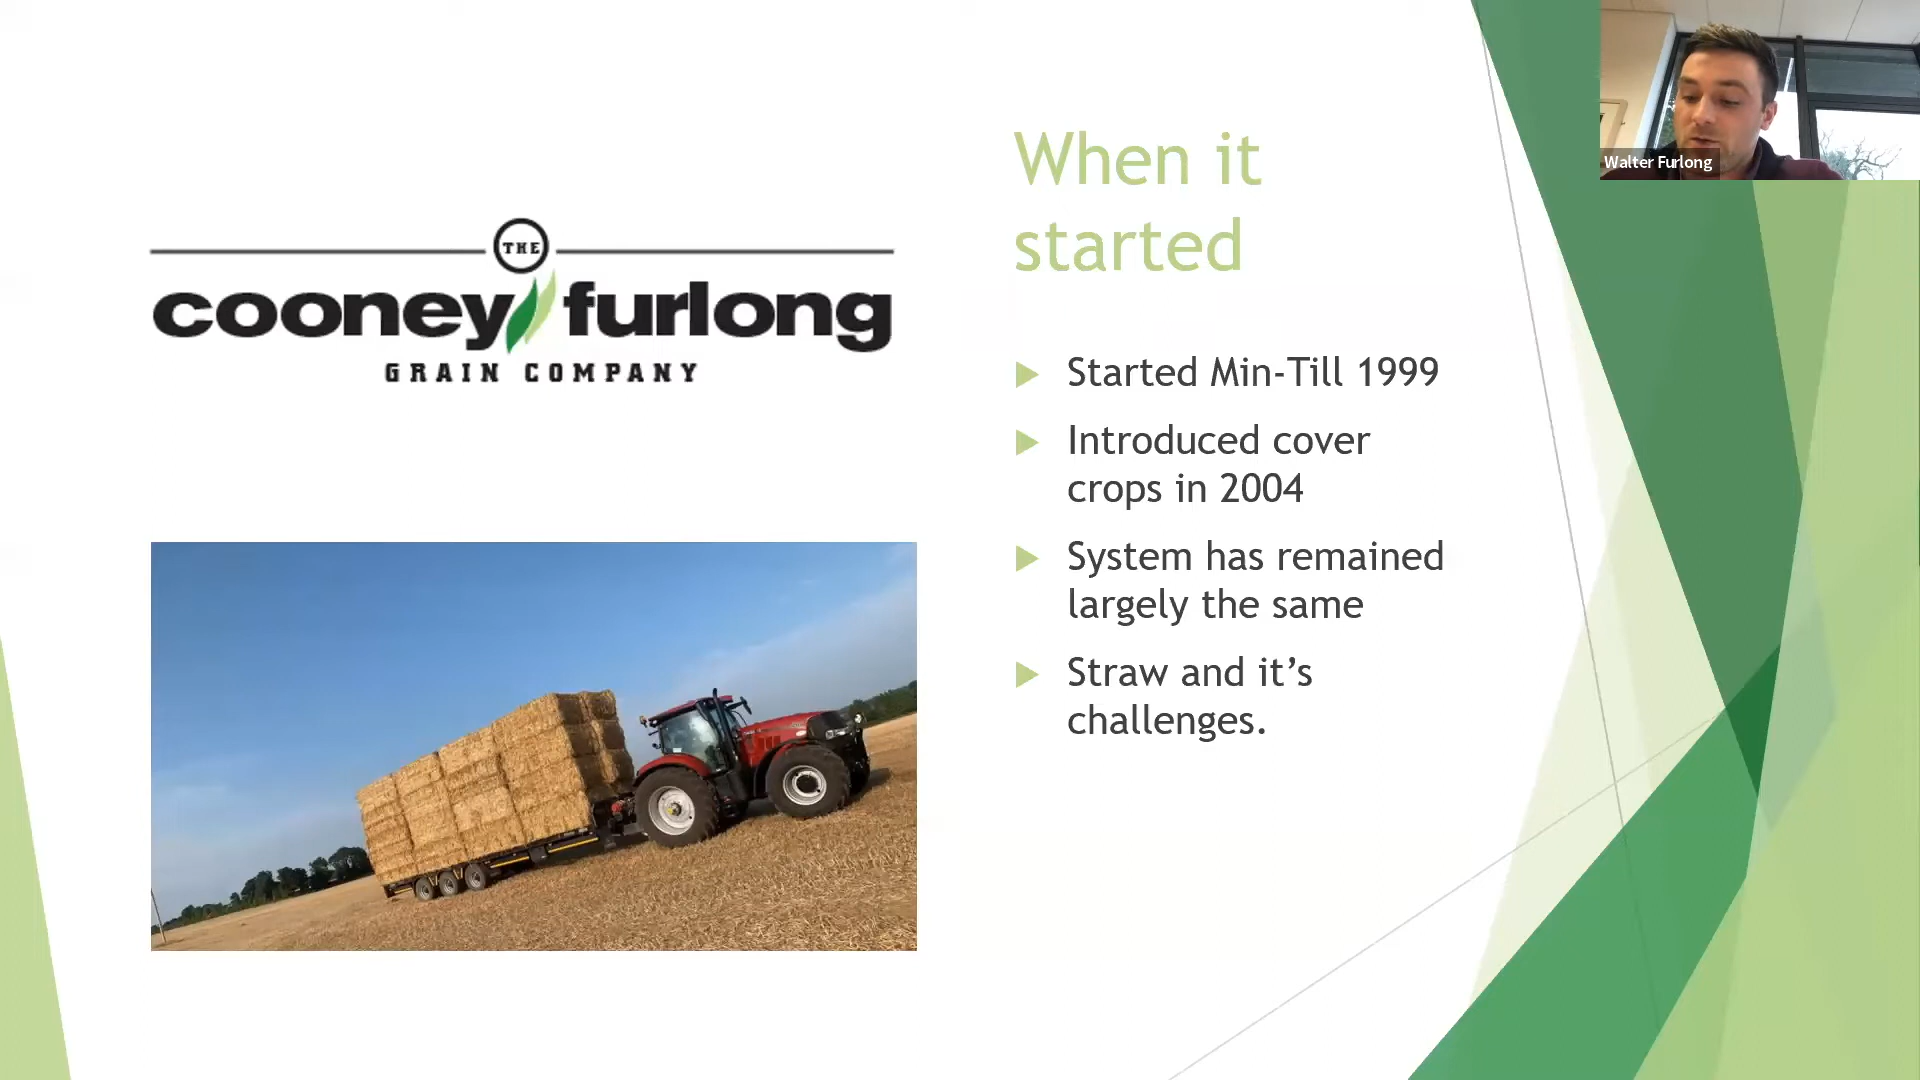 THE
cooney furlong
GRAIN COMPANY
When it
started
Started Min-Till 1999
Introduced cover
crops in 2004
System has remained
largely the same
Straw and it’s
challenges.
Walter Furlong